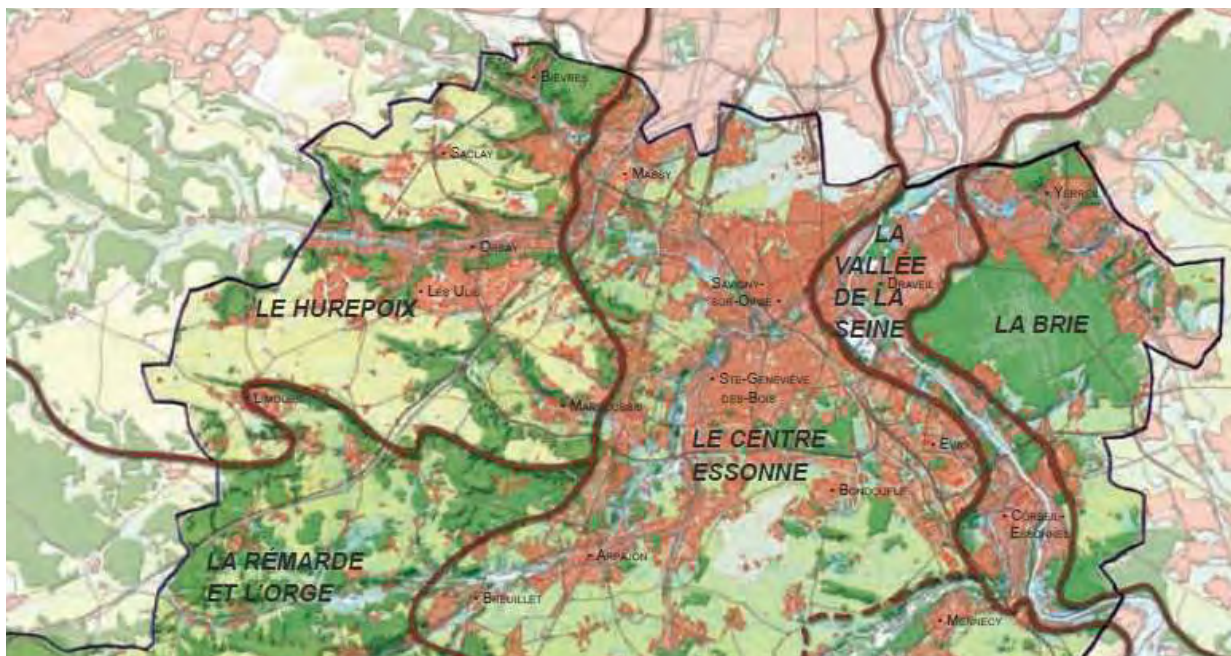 Bièvres
Saclay
Massy
Yerres
Orsay
Les Ulis
LE HUREPOIX
Savigny-
sur-Orge
LA
VALLÉE
DE LA
SEINE
Draveil
LA BRIE
Limours
Marcoussis
Ste-Geneviève
des-Bois
LE CENTRE
ESSONNE
Evry
Bondoufle
Corbeil-
Essonnes
LA RÉMARDE
ET L'ORGE
Arpajon
Breuillet
Mennecy